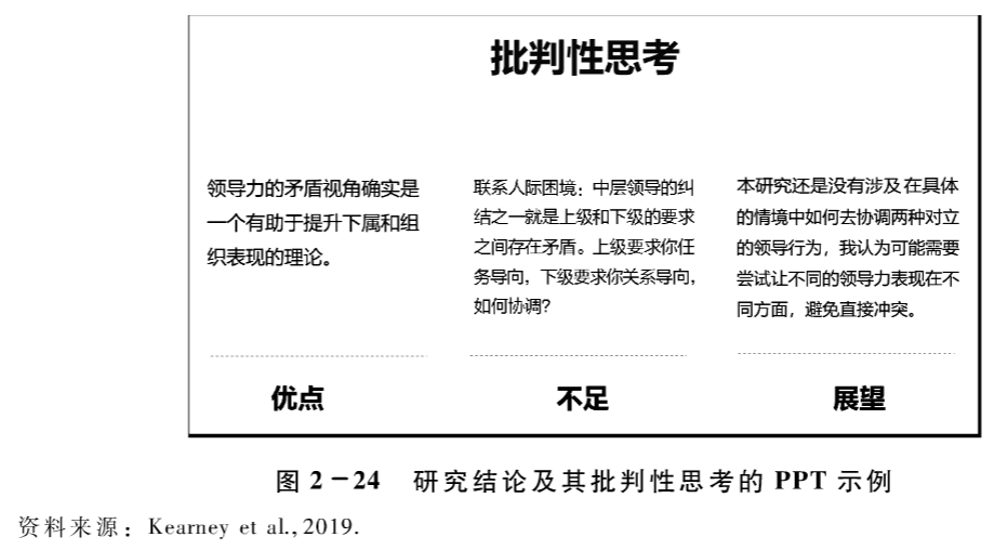 批判性思考
领导力的矛盾视角确实是
一个有助于提升下属和组
织表现的理论。
优点
联系人际困境：中层领导的纠
结之一就是上级和下级的要求
之间存在矛盾。上级要求你任
务导向，下级要求你关系导向，
如何协调？
不足
本研究还是没有涉及在具体
的情境中如何去协调两种对立
的领导行为，我认为可能需要
尝试让不同的领导力表现在不
同方面，避免直接冲突。
展望
图 2－24 研究结论及其批判性思考的 PPT 示例
资料来源：Kearney et al., 2019.